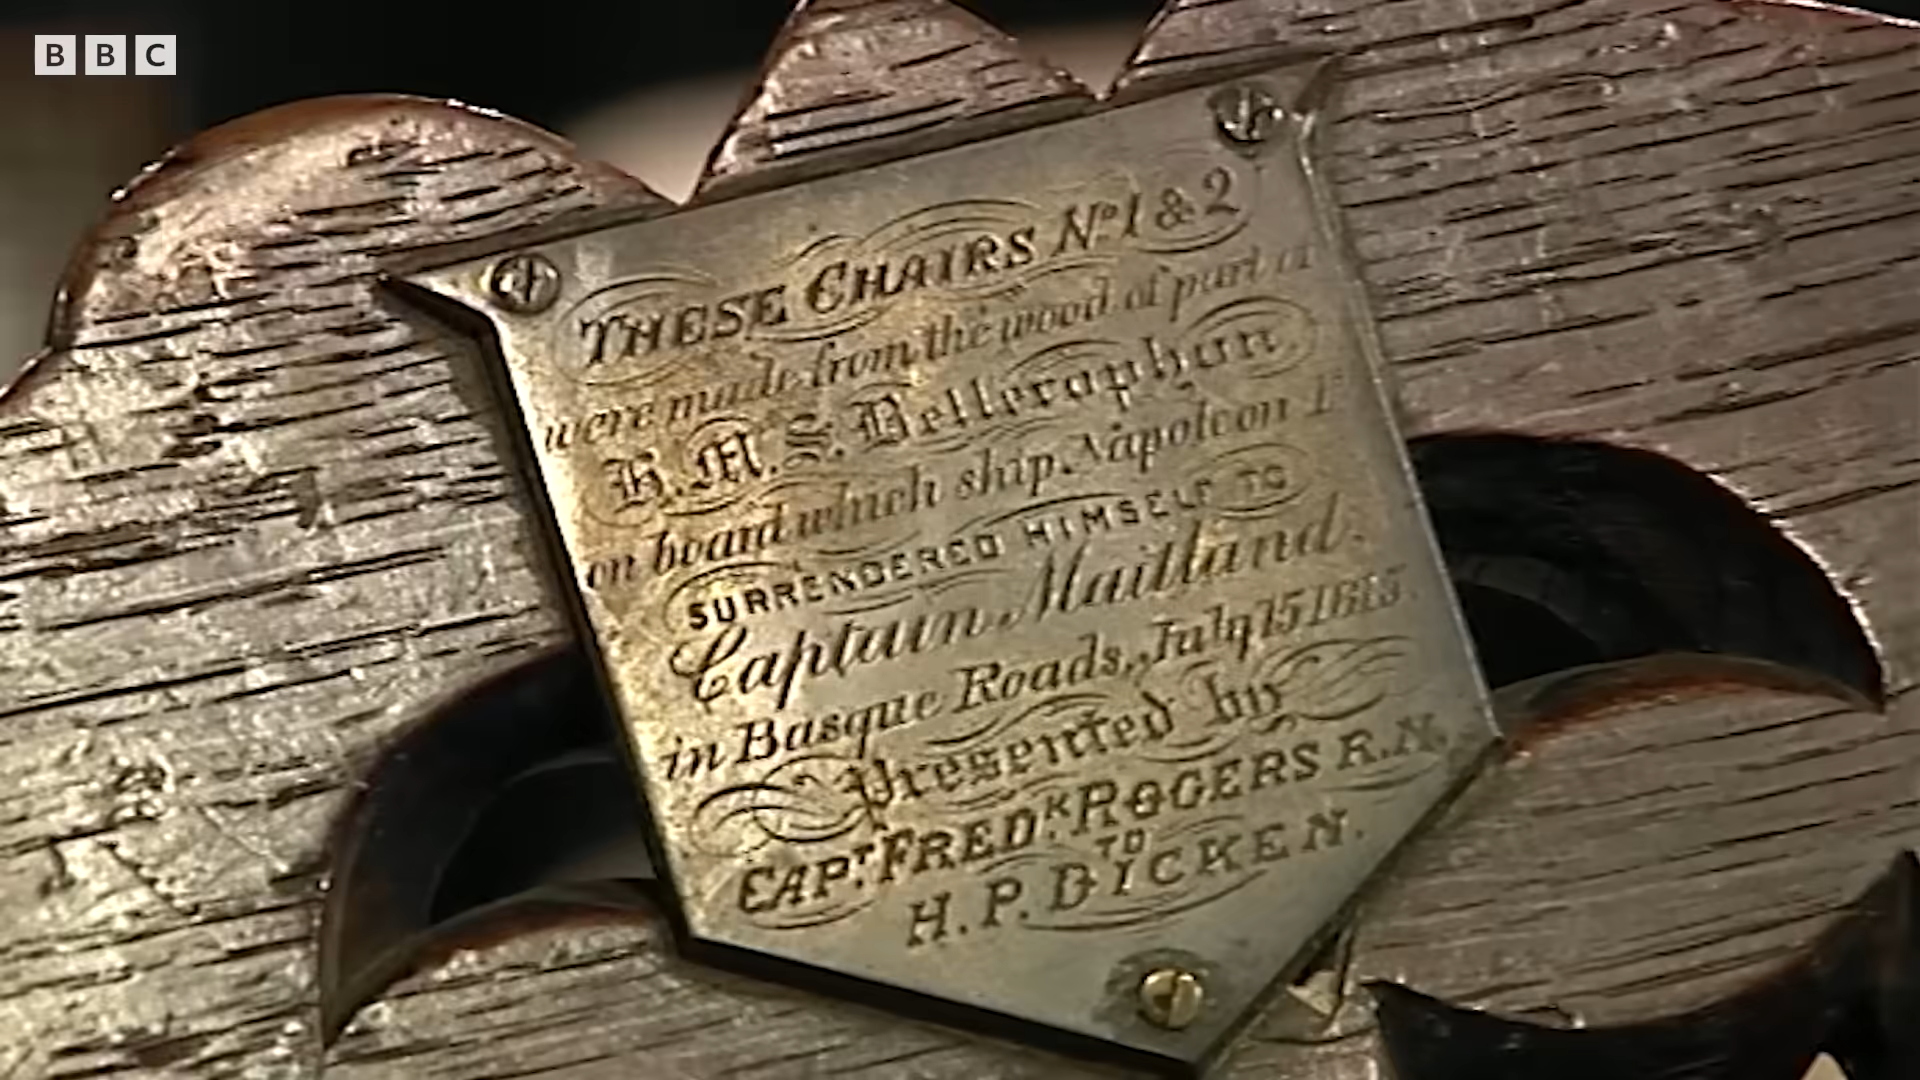 BBC
THESE CHAIRS No. 1 & 2
were made from the wood of part of
H.M.S. Bellerophon
on board which ship Napoleon 1st
SURRENDERED HIMSELF TO
Captain Maitland.
in Basque Roads, July 15 1815.
Presented by
CAPT. FREDK ROGERS R.N.
TO
H. P. DICKEN.